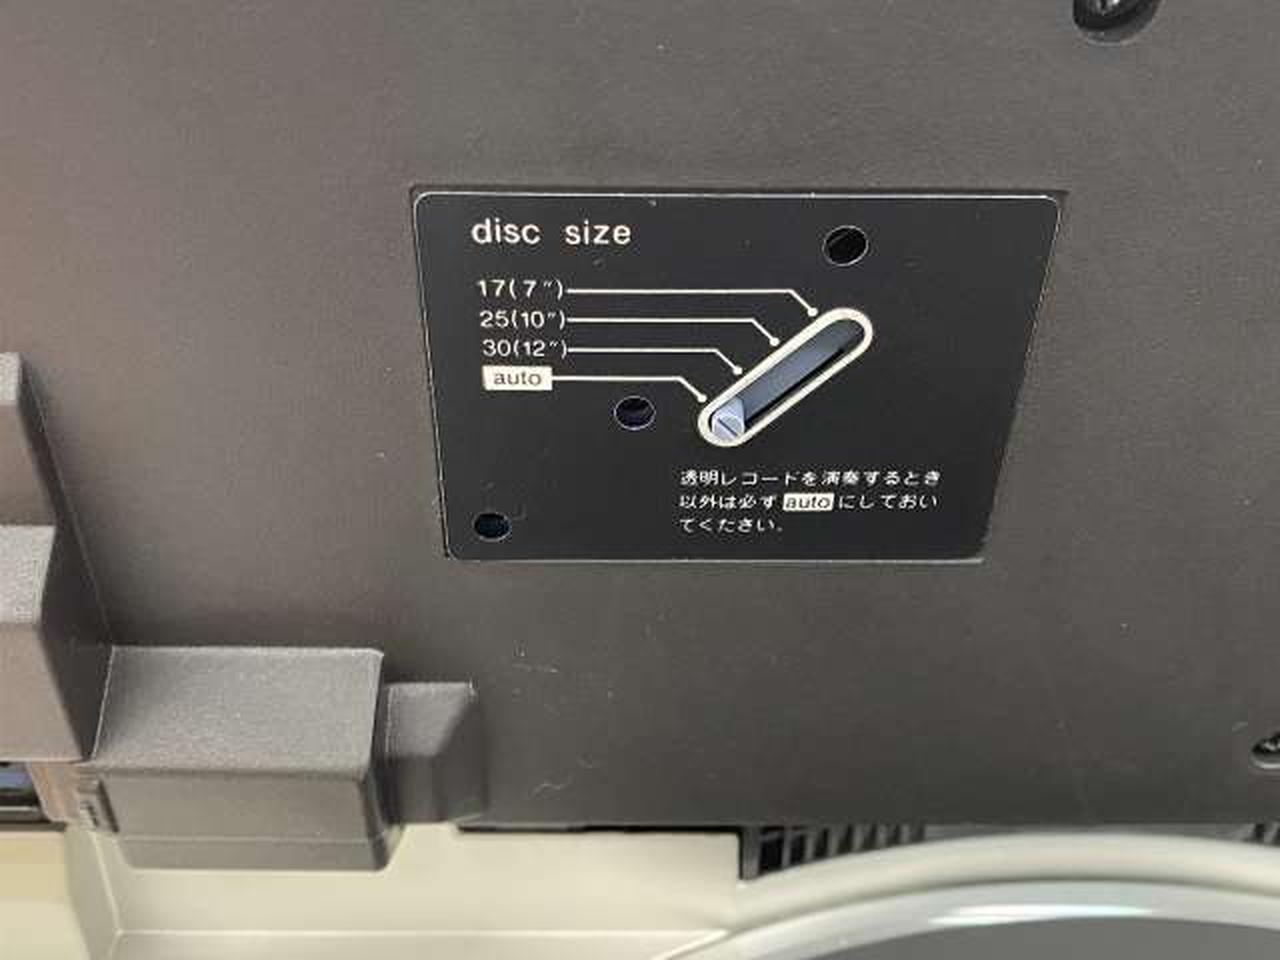 disc size
17(7″)
25(10″)
30(12″)
auto
透明レコードを演奏するとき
以外は必ず auto にしておい
てください.